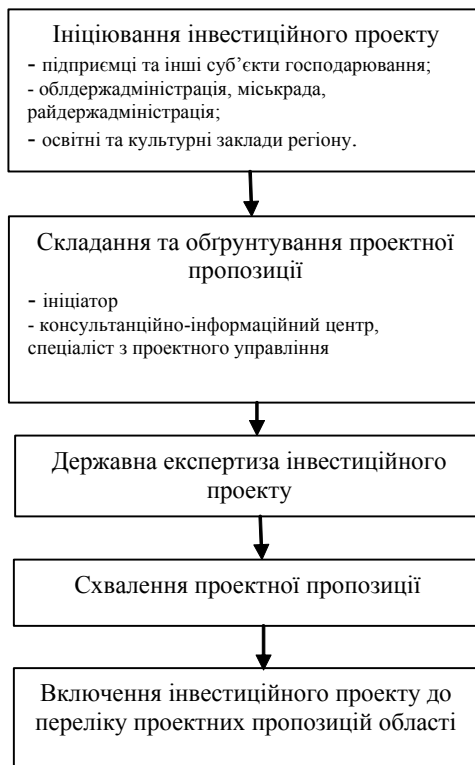 Ініціювання інвестиційного проекту
- підприємці та інші суб’єкти господарювання;
- облдержадміністрація, міськрада,
райдержадміністрація;
- освітні та культурні заклади регіону.
Складання та обґрунтування проектної
пропозиції
- ініціатор
- консультанційно-інформаційний центр,
спеціаліст з проектного управління
Державна експертиза інвестиційного
проекту
Схвалення проектної пропозиції
Включення інвестиційного проекту до
переліку проектних пропозицій області